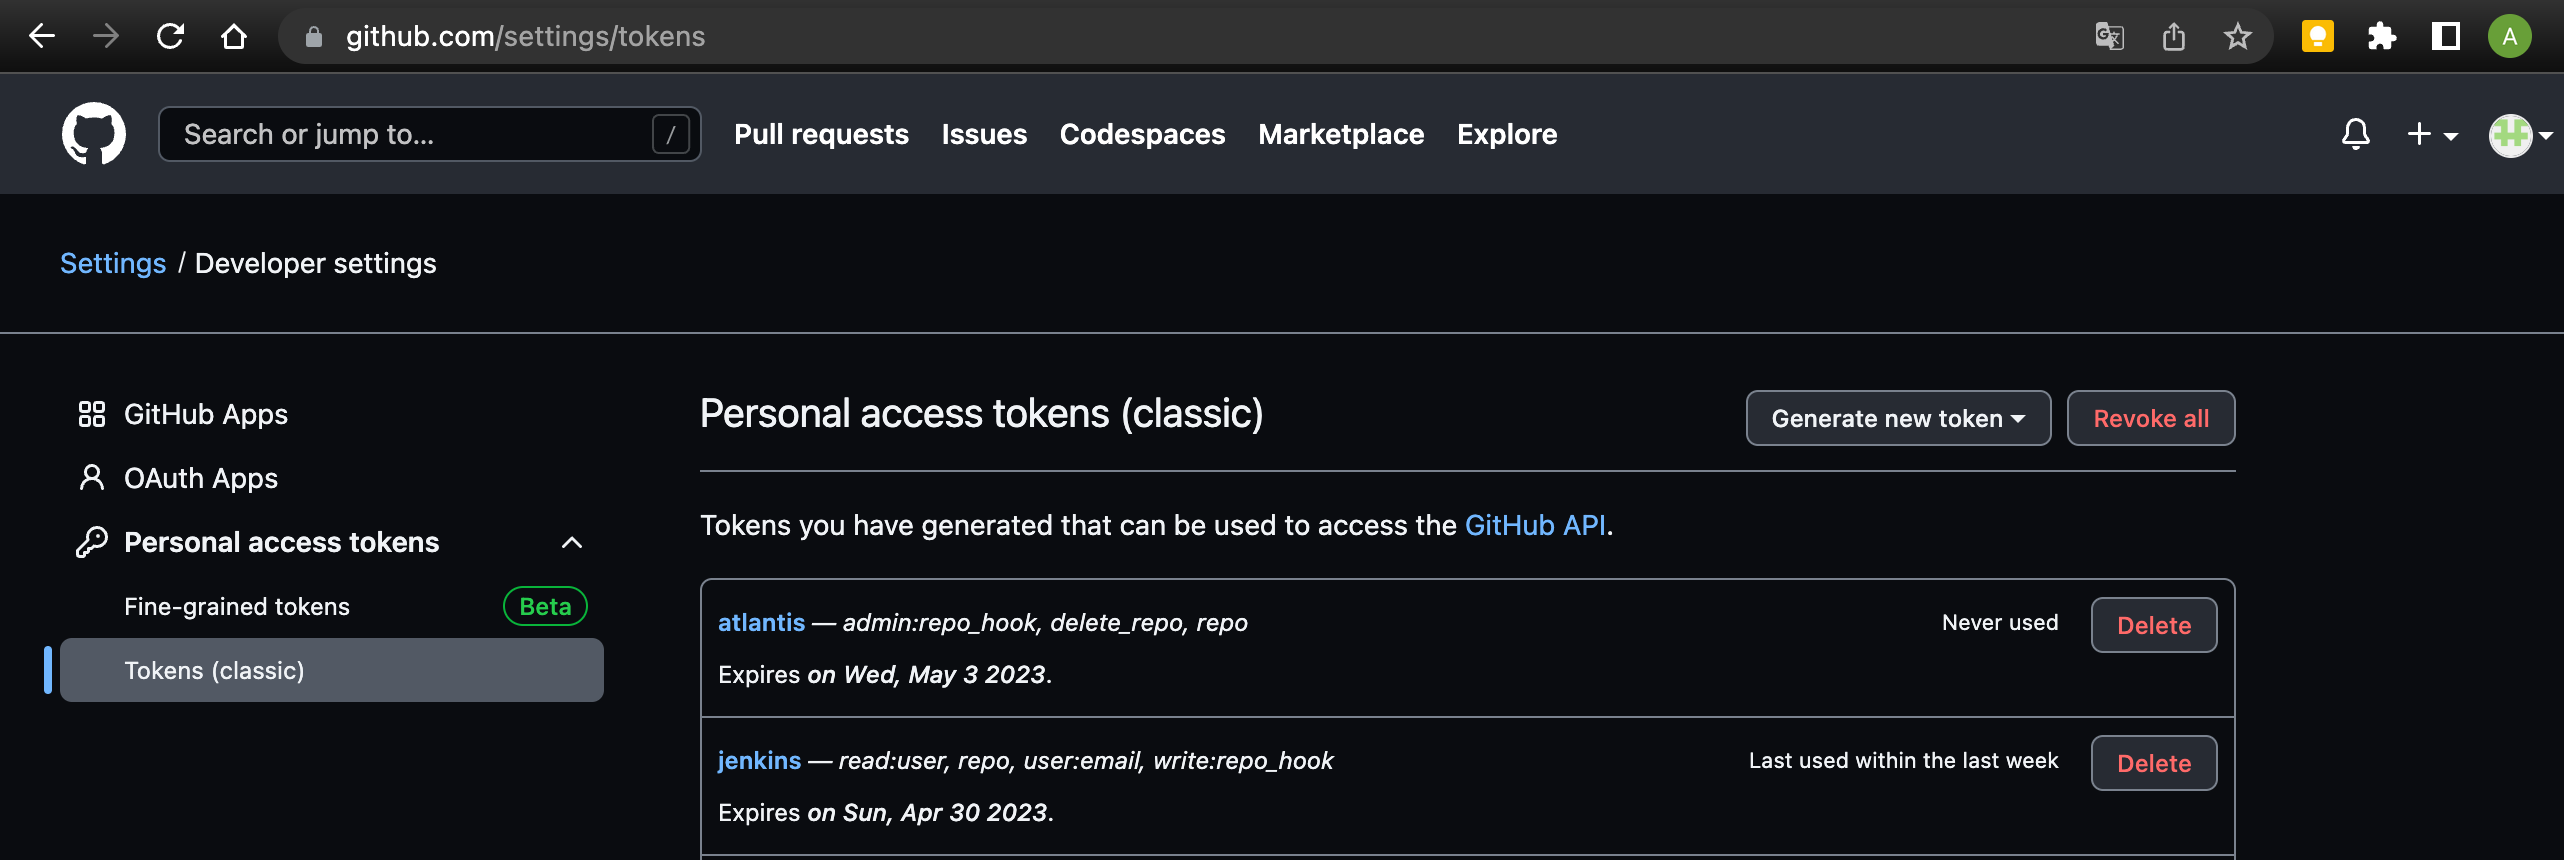 github.com/settings/tokens
A
Search or jump to...
/
Pull requests
Issues
Codespaces
Marketplace
Explore
Settings / Developer settings
GitHub Apps
OAuth Apps
Personal access tokens
Fine-grained tokens
Beta
Tokens (classic)
Personal access tokens (classic)
Generate new token
Revoke all
Tokens you have generated that can be used to access the GitHub API.
atlantis — admin:repo_hook, delete_repo, repo
Never used
Delete
Expires on Wed, May 3 2023.
jenkins — read:user, repo, user:email, write:repo_hook
Last used within the last week
Delete
Expires on Sun, Apr 30 2023.